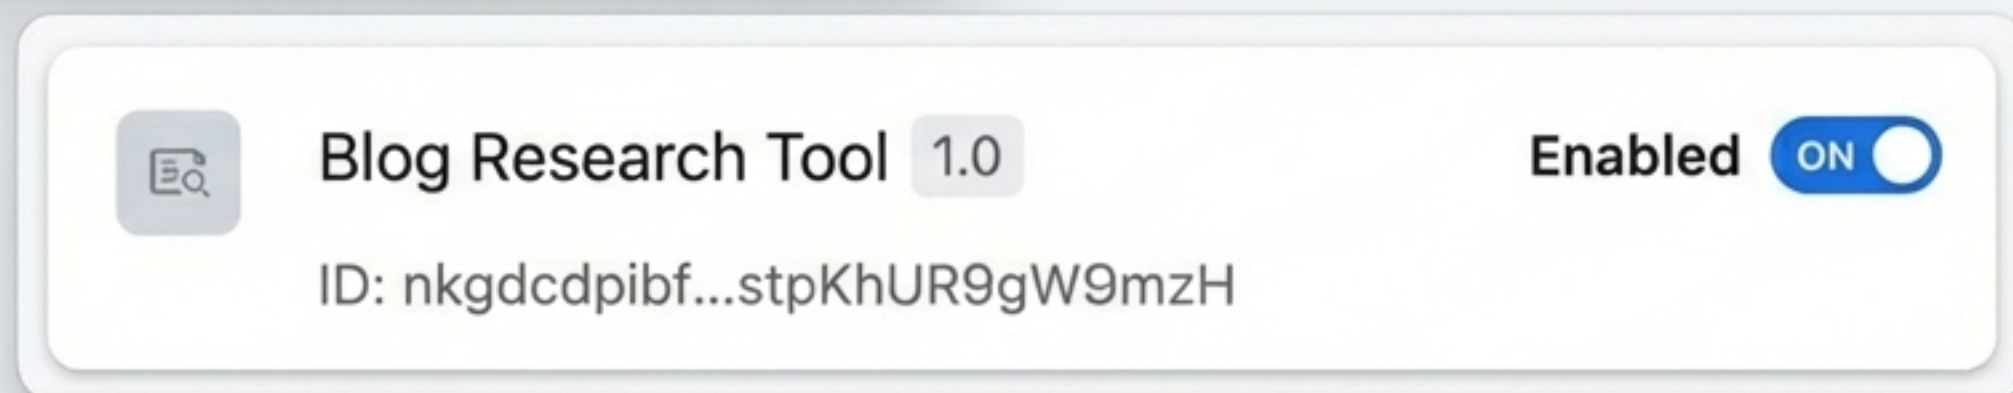 Blog Research Tool 1.0 Enabled ON
ID: nkgdcdpibf...stpKhUR9gW9mzH